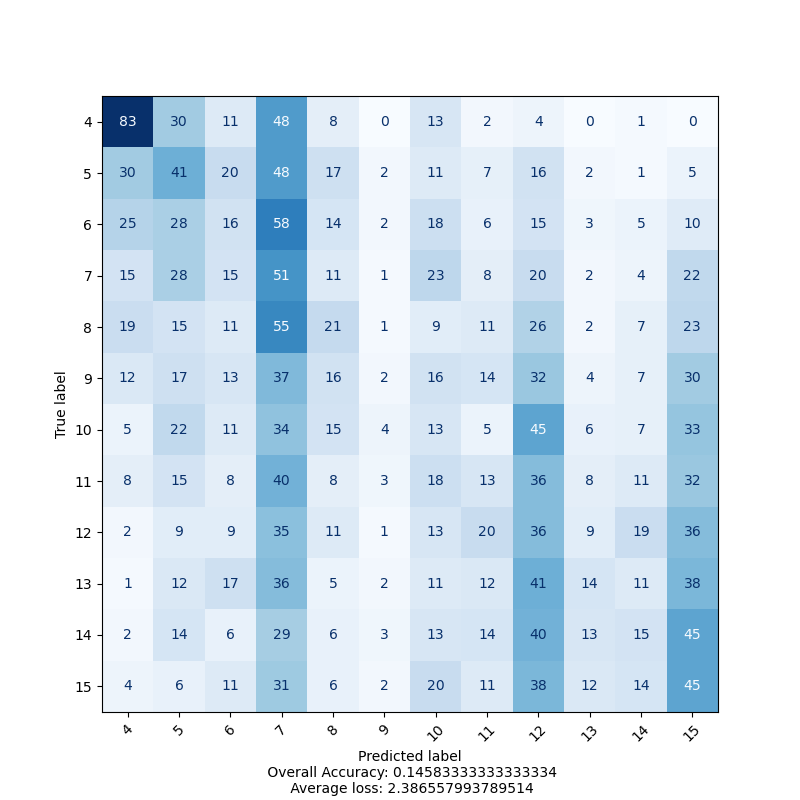 4 83 30 11 48 8 0 13 2 4 0 1 0
5 30 41 20 48 17 2 11 7 16 2 1 5
6 25 28 16 58 14 2 18 6 15 3 5 10
7 15 28 15 51 11 1 23 8 20 2 4 22
8 19 15 11 55 21 1 9 11 26 2 7 23
9 12 17 13 37 16 2 16 14 32 4 7 30
10 5 22 11 34 15 4 13 5 45 6 7 33
11 8 15 8 40 8 3 18 13 36 8 11 32
12 2 9 9 35 11 1 13 20 36 9 19 36
13 1 12 17 36 5 2 11 12 41 14 11 38
14 2 14 6 29 6 3 13 14 40 13 15 45
15 4 6 11 31 6 2 20 11 38 12 14 45
True label
4 5 6 7 8 9 10 11 12 13 14 15
Predicted label
Overall Accuracy: 0.14583333333333334
Average loss: 2.386557993789514